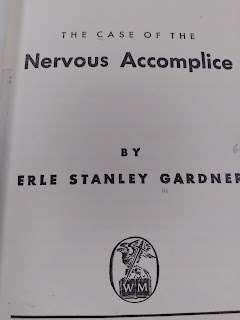 THE CASE OF THE
Nervous Accomplice
BY
ERLE STANLEY GARDNER
WM